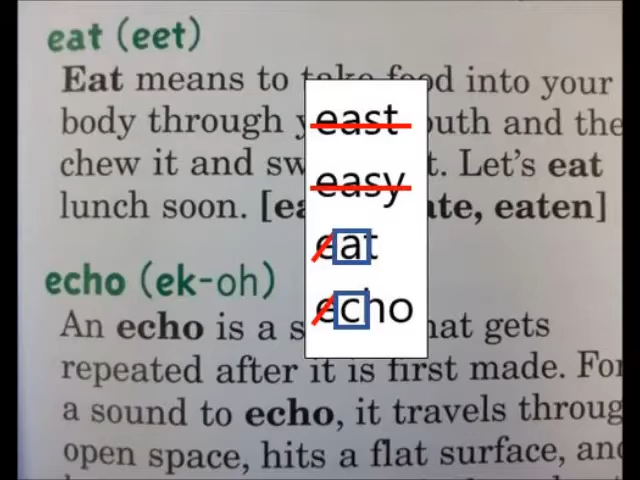 eat (eet)
Eat means to take food into your
body through outh and the
chew it and sw t. Let's eat
lunch soon. [ea ate, eaten]
east
easy
eat
echo
echo (ek-oh)
An echo is a s hat gets
repeated after it is first made. For
a sound to echo, it travels throug
open space, hits a flat surface, and